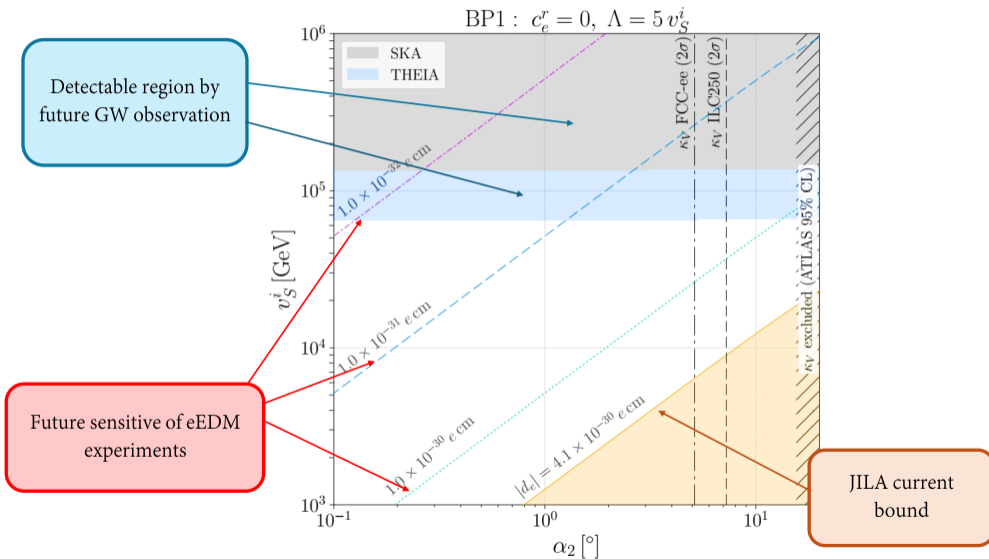 BP1 : c_e^r = 0, Λ = 5 v_S^i
Detectable region by
future GW observation
SKA
THEIA
κ_V FCC-ee (2σ)
κ_V ILC250 (2σ)
κ_V excluded (ATLAS 95% CL)
1.0 × 10^{-32} e cm
1.0 × 10^{-31} e cm
1.0 × 10^{-30} e cm
|d_e| = 4.1 × 10^{-30} e cm
Future sensitive of eEDM
experiments
JILA current
bound
v_S^i [GeV]
10^6
10^5
10^4
10^3
10^{-1}
10^0
10^1
α_2 [°]